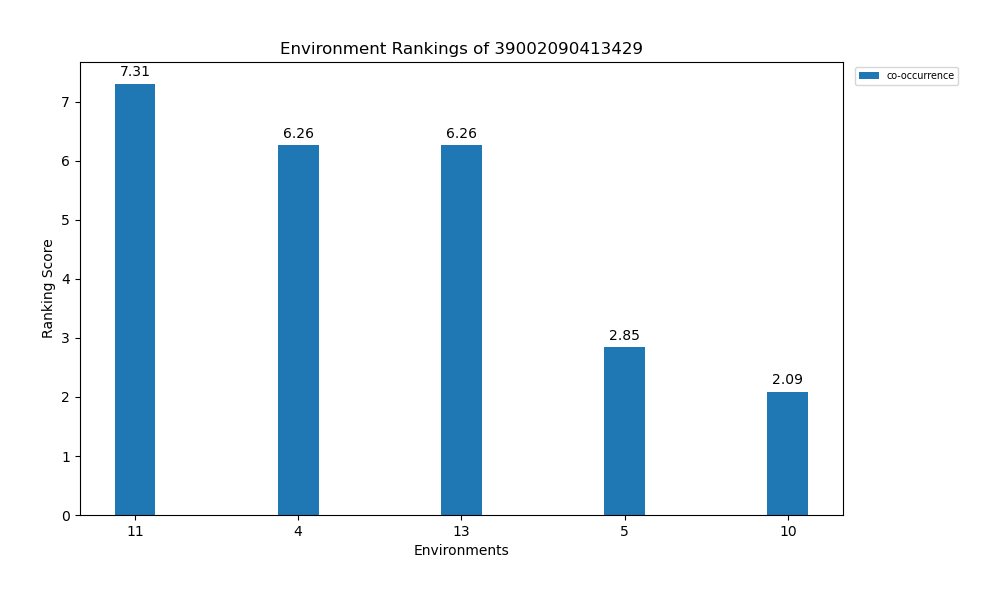 Environment Rankings of 39002090413429
co-occurrence
7.31
6.26
6.26
2.85
2.09
Ranking Score
7
6
5
4
3
2
1
0
11 4 13 5 10
Environments